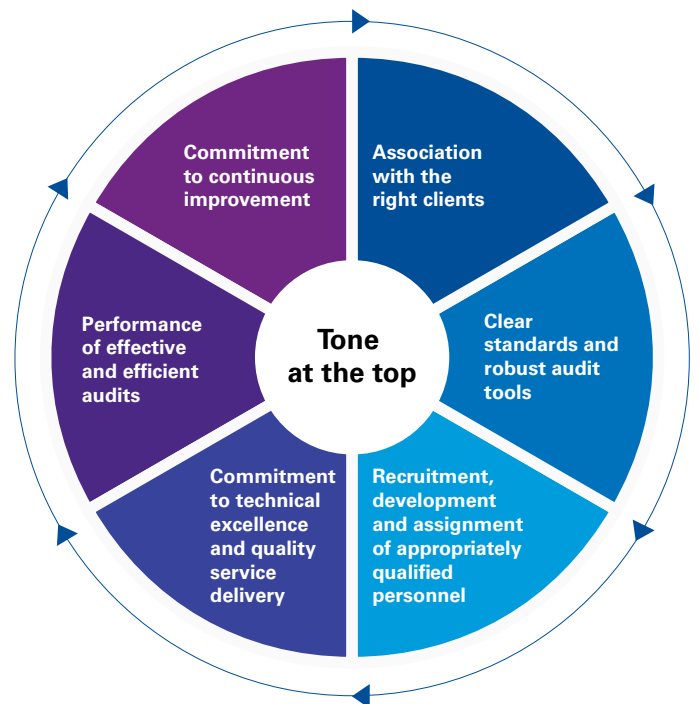 Commitment
to continuous
improvement
Association
with the
right clients
Performance
of effective
and efficient
audits
Tone
at the top
Clear
standards and
robust audit
tools
Commitment
to technical
excellence
and quality
service
delivery
Recruitment,
development
and assignment
of appropriately
qualified
personnel